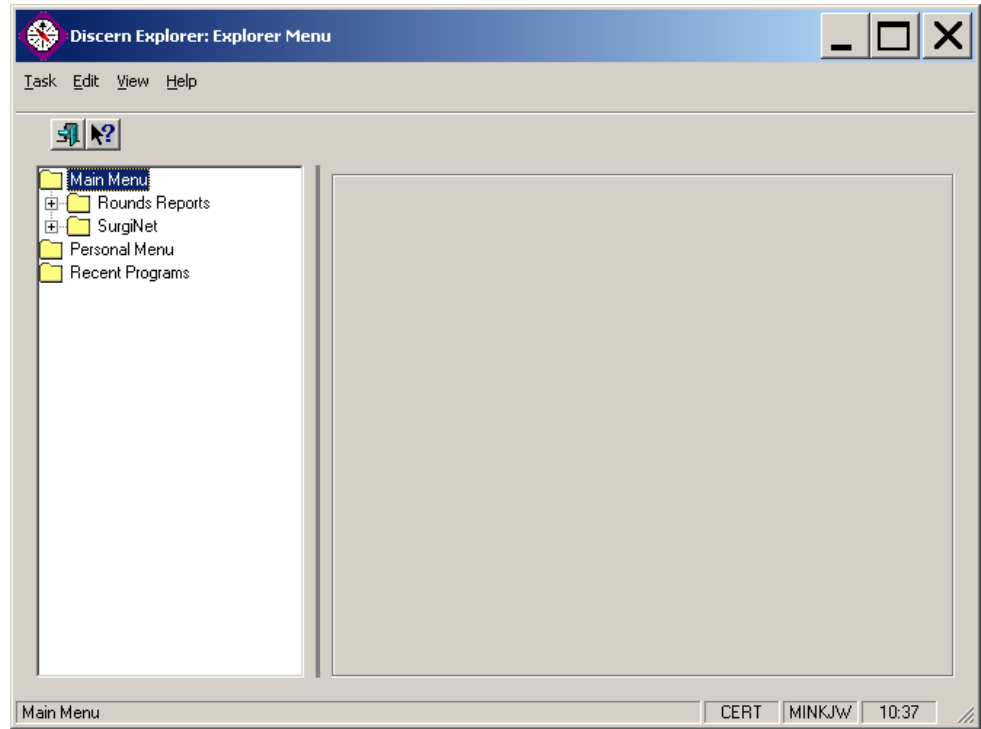 Discern Explorer: Explorer Menu
Task Edit View Help
Main Menu
Rounds Reports
SurgiNet
Personal Menu
Recent Programs
Main Menu CERT MINKJW 10:37